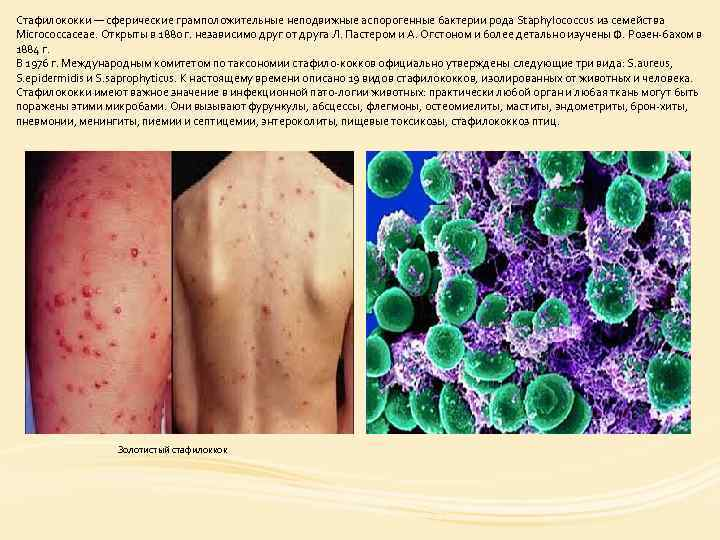 Стафилококки — сферические грамположительные неподвижные аспорогенные бактерии рода Staphylococcus из семейства
Micrococcaceae. Открыты в 1880 г. независимо друг от друга Л. Пастером и А. Огстоном и более детально изучены Ф. Розен-бахом в
1884 г.
В 1976 г. Международным комитетом по таксономии стафило-кокков официально утверждены следующие три вида: S.aureus,
S.epidermidis и S.saprophyticus. К настоящему времени описано 19 видов стафилококков, изолированных от животных и человека.
Стафилококки имеют важное значение в инфекционной пато-логии животных: практически любой орган и любая ткань могут быть
поражены этими микробами. Они вызывают фурункулы, абсцессы, флегмоны, остеомиелиты, маститы, эндометриты, брон-хиты,
пневмонии, менингиты, пиемии и септицемии, энтероколиты, пищевые токсикозы, стафилококкоз птиц.
Золотистый стафилоккок